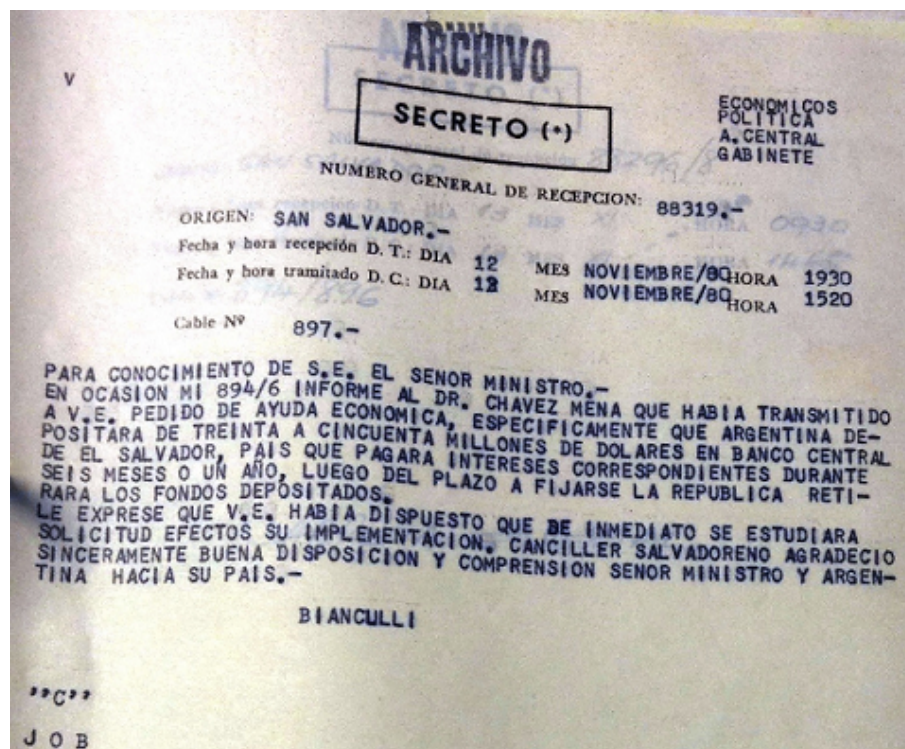 ARCHIVO
V
SECRETO (*)
ECONOMICOS
POLITICA
A.CENTRAL
GABINETE
NUMERO GENERAL DE RECEPCION: 88319.-
ORIGEN: SAN SALVADOR.-
Fecha y hora recepción D. T.: DIA 12 MES NOVIEMBRE/80 HORA 1930
Fecha y hora tramitado D. C.: DIA 13 MES NOVIEMBRE/80 HORA 1520
Cable Nº 897.-
PARA CONOCIMIENTO DE S.E. EL SENOR MINISTRO.-
EN OCASION MI 894/6 INFORME AL DR. CHAVEZ MENA QUE HABIA TRANSMITIDO
A V.E. PEDIDO DE AYUDA ECONOMICA, ESPECIFICAMENTE QUE ARGENTINA DE-
POSITARA DE TREINTA A CINCUENTA MILLONES DE DOLARES EN BANCO CENTRAL
DE EL SALVADOR, PAIS QUE PAGARA INTERESES CORRESPONDIENTES DURANTE
SEIS MESES O UN AÑO, LUEGO DEL PLAZO A FIJARSE LA REPUBLICA RETI-
RARA LOS FONDOS DEPOSITADOS.
LE EXPRESE QUE V.E. HABIA DISPUESTO QUE DE INMEDIATO SE ESTUDIARA
SOLICITUD EFECTOS SU IMPLEMENTACION. CANCILLER SALVADORENO AGRADECIO
SINCERAMENTE BUENA DISPOSICION Y COMPRENSION SENOR MINISTRO Y ARGEN-
TINA HACIA SU PAIS.-
BIANCULLI
,,C,,
J O B